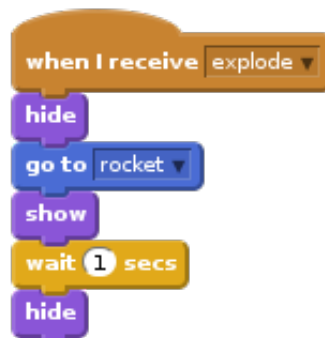 when I receive explode
hide
go to rocket
show
wait 1 secs
hide